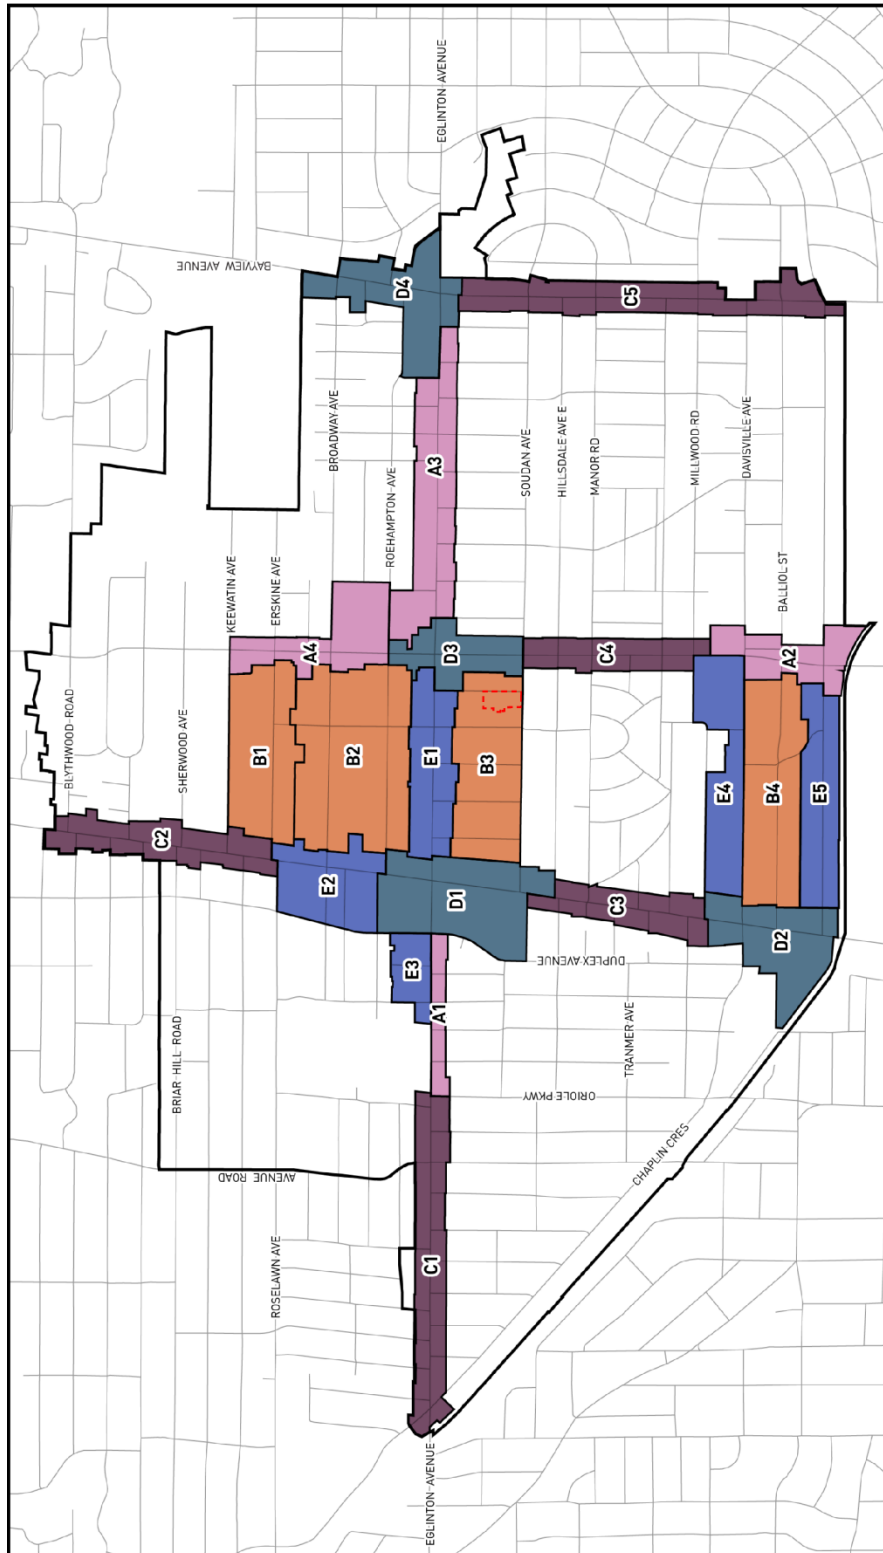 EGLINTON AVENUE
BAYVIEW AVENUE
D4
C5
BROADWAY AVE
ROEHAMPTON AVE
A3
SOUDAN AVE
HILLSDALE AVE E
MANOR RD
MILLWOOD RD
DAVISVILLE AVE
BALLIOL ST
KEEWATIN AVE
ERSKINE AVE
A4
D3
C4
A2
BLYTHWOOD ROAD
SHERWOOD AVE
B1
B2
E1
B3
E4
B4
E5
C2
E2
D1
C3
D2
E3
A1
DUPLEX AVENUE
BRIAR HILL ROAD
TRANMER AVE
ORIOLE PKWY
CHAPLIN CRES
AVENUE ROAD
ROSELAWN AVE
C1
EGLINTON AVENUE